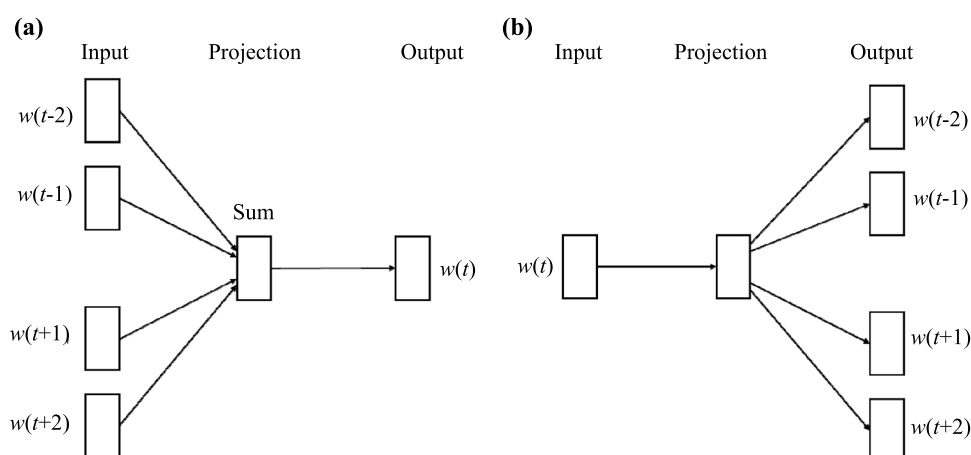 (a)
Input Projection Output
w(t-2)
w(t-1)
Sum
w(t)
w(t+1)
w(t+2)
(b)
Input Projection Output
w(t-2)
w(t-1)
w(t)
w(t+1)
w(t+2)